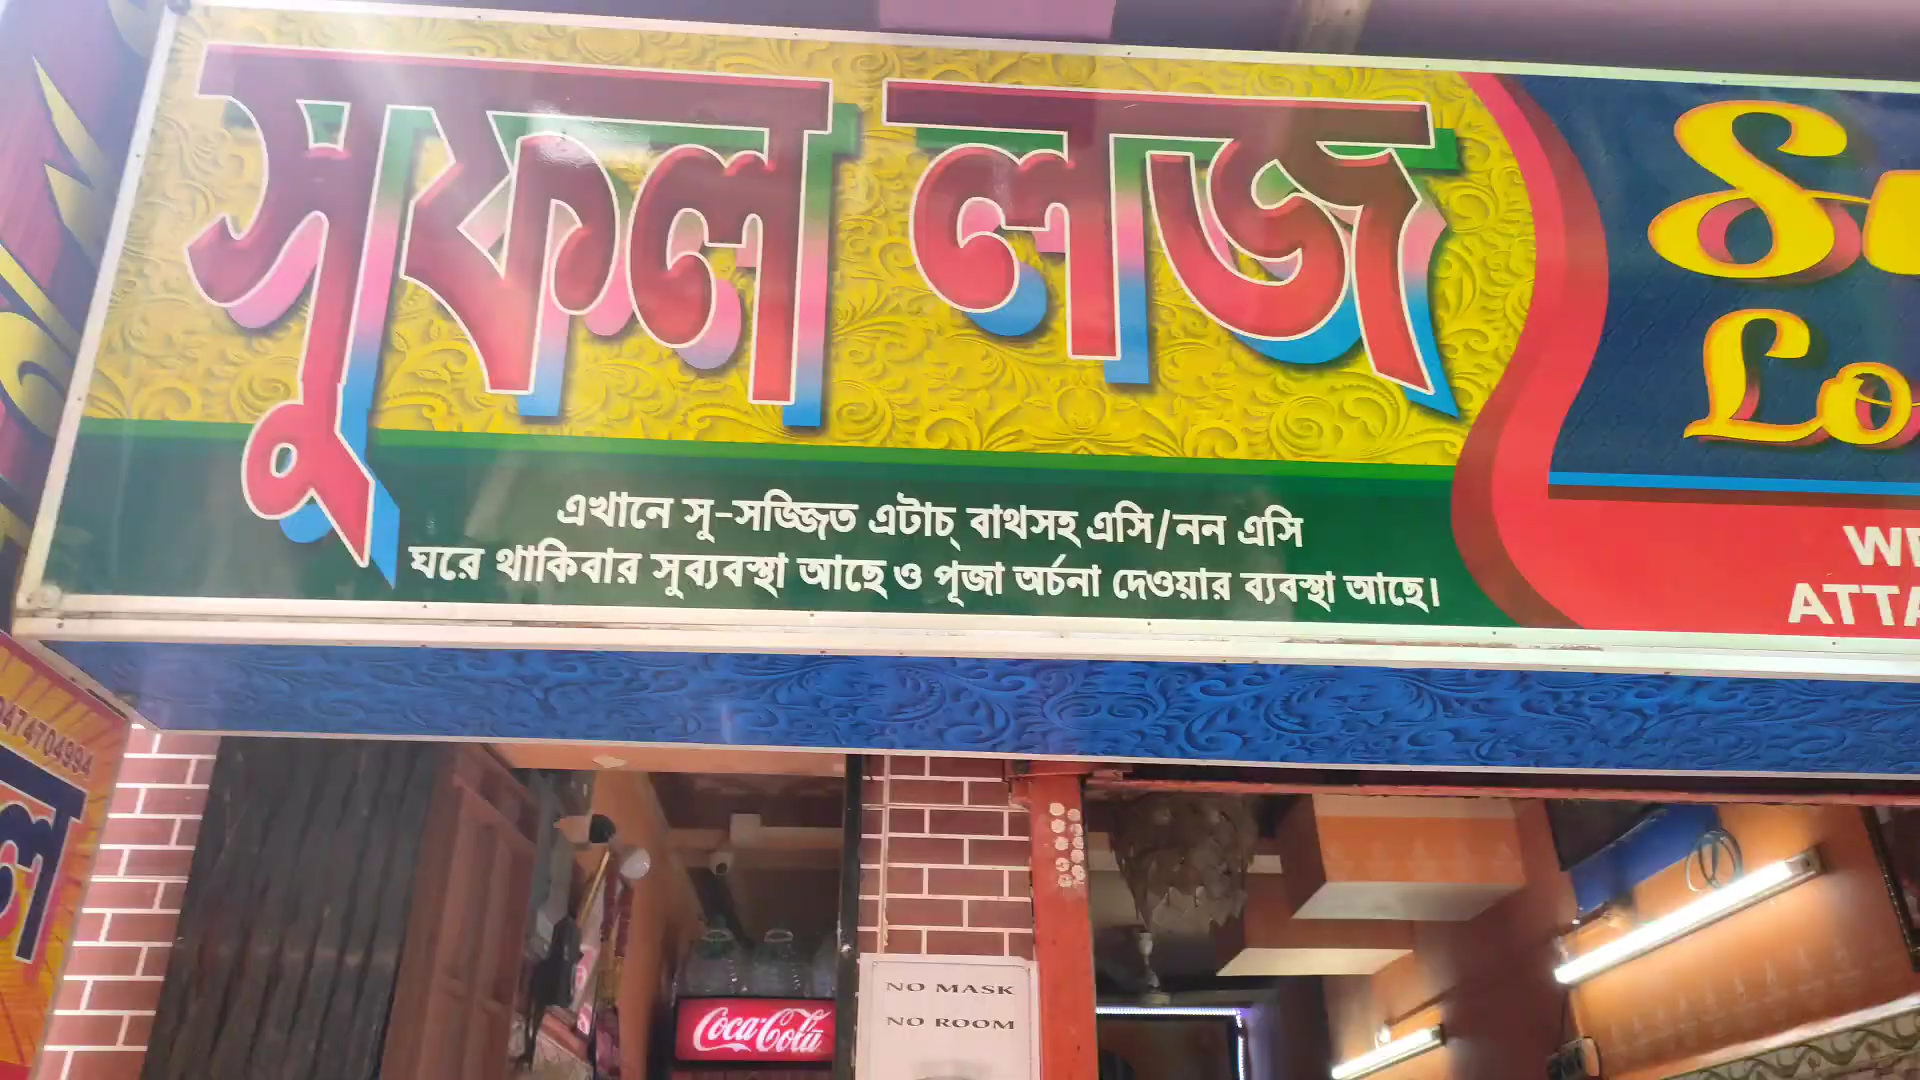 সুফল লজ
এখানে সু-সজ্জিত এটাচ্ বাথসহ এসি/নন এসি
ঘরে থাকিবার সুব্যবস্থা আছে ও পূজা অর্চনা দেওয়ার ব্যবস্থা আছে।
9474704994
Coca-Cola
NO MASK
NO ROOM